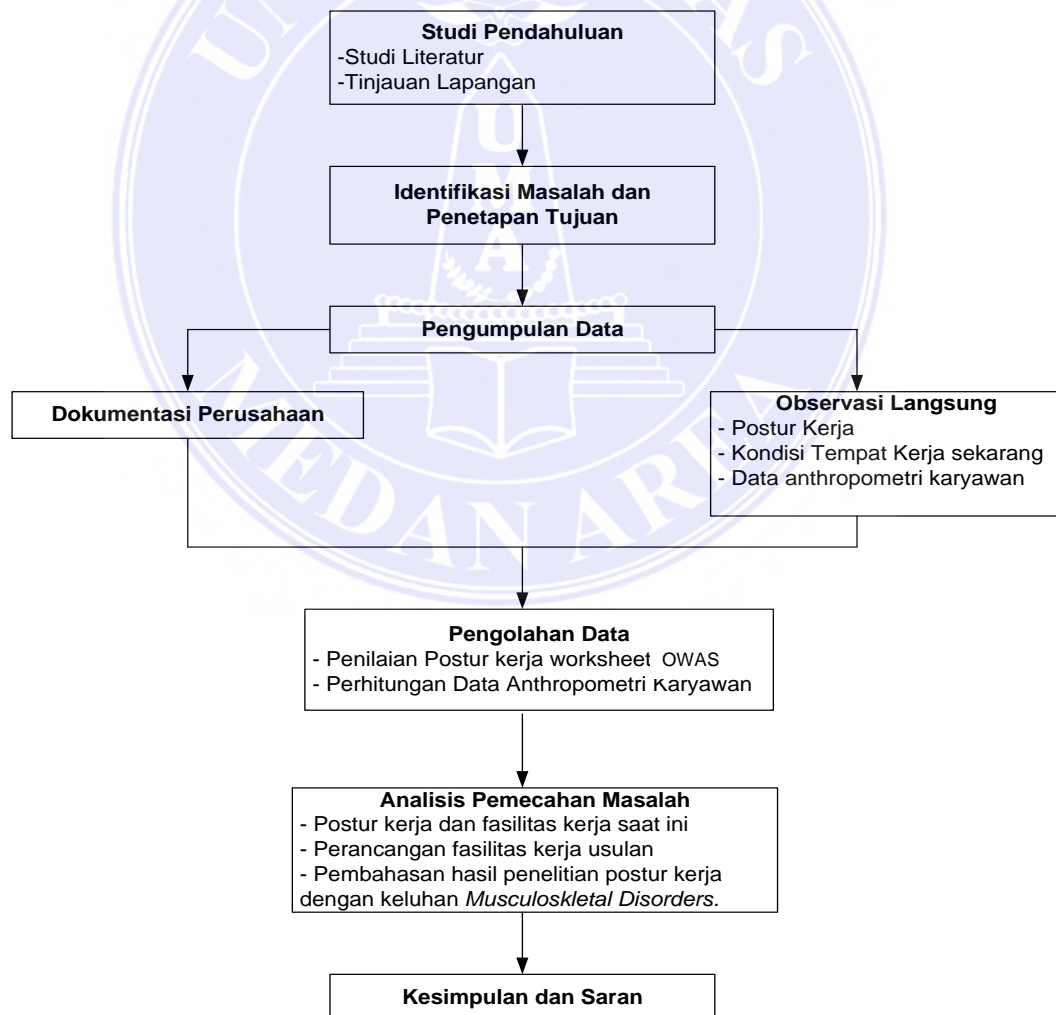 Studi Pendahuluan
-Studi Literatur
-Tinjauan Lapangan
Identifikasi Masalah dan
Penetapan Tujuan
Pengumpulan Data
Dokumentasi Perusahaan
Observasi Langsung
- Postur Kerja
- Kondisi Tempat Kerja sekarang
- Data anthropometri karyawan
Pengolahan Data
- Penilaian Postur kerja worksheet OWAS
- Perhitungan Data Anthropometri Karyawan
Analisis Pemecahan Masalah
- Postur kerja dan fasilitas kerja saat ini
- Perancangan fasilitas kerja usulan
- Pembahasan hasil penelitian postur kerja
dengan keluhan Musculoskletal Disorders.
Kesimpulan dan Saran
UMA
MEDAN AREA